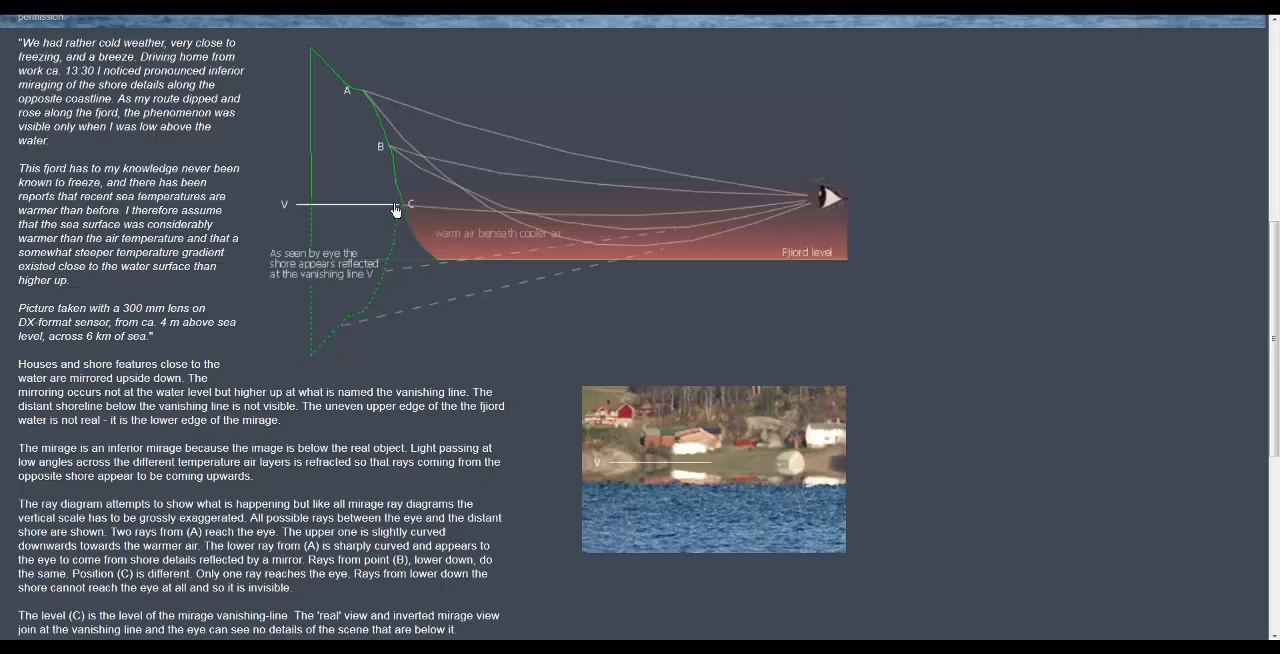 permission.
"We had rather cold weather, very close to
freezing, and a breeze. Driving home from
work ca. 13:30 I noticed pronounced inferior
miraging of the shore details along the
opposite coastline. As my route dipped and
rose along the fjord, the phenomenon was
visible only when I was low above the
water.
This fjord has to my knowledge never been
known to freeze, and there has been
reports that recent sea temperatures are
warmer than before. I therefore assume
that the sea surface was considerably
warmer than the air temperature and that a
somewhat steeper temperature gradient
existed close to the water surface than
higher up.
Picture taken with a 300 mm lens on
DX-format sensor, from ca. 4 m above sea
level, across 6 km of sea."
A
B
V
C
warm air beneath cooler air
As seen by eye the
shore appears reflected
at the vanishing line V
Fjiord level
Houses and shore features close to the
water are mirrored upside down. The
mirroring occurs not at the water level but higher up at what is named the vanishing line. The
distant shoreline below the vanishing line is not visible. The uneven upper edge of the the fjiord
water is not real - it is the lower edge of the mirage.
The mirage is an inferior mirage because the image is below the real object. Light passing at
low angles across the different temperature air layers is refracted so that rays coming from the
opposite shore appear to be coming upwards.
The ray diagram attempts to show what is happening but like all mirage ray diagrams the
vertical scale has to be grossly exaggerated. All possible rays between the eye and the distant
shore are shown. Two rays from (A) reach the eye. The upper one is slightly curved
downwards towards the warmer air. The lower ray from (A) is sharply curved and appears to
the eye to come from shore details reflected by a mirror. Rays from point (B), lower down, do
the same. Position (C) is different. Only one ray reaches the eye. Rays from lower down the
shore cannot reach the eye at all and so it is invisible.
The level (C) is the level of the mirage vanishing-line. The 'real' view and inverted mirage view
join at the vanishing line and the eye can see no details of the scene that are below it.
V